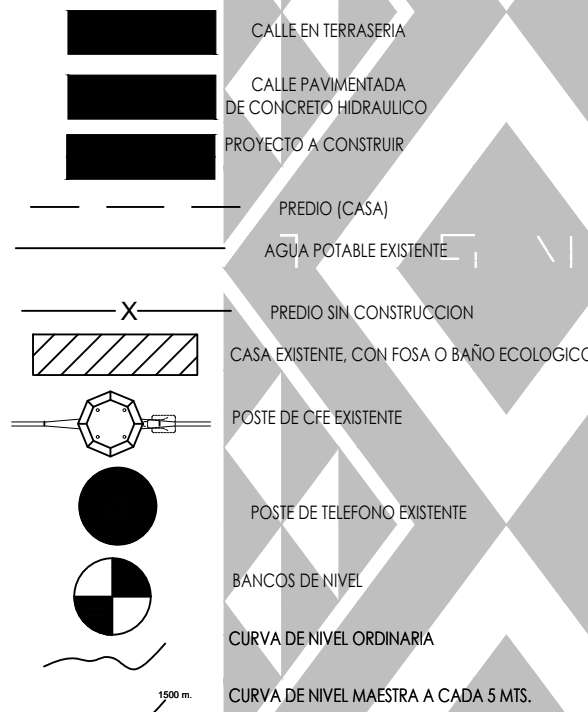 CALLE EN TERRASERIA
CALLE PAVIMENTADA
DE CONCRETO HIDRAULICO
PROYECTO A CONSTRUIR
PREDIO (CASA)
AGUA POTABLE EXISTENTE
X
PREDIO SIN CONSTRUCCION
CASA EXISTENTE, CON FOSA O BAÑO ECOLOGICO
POSTE DE CFE EXISTENTE
POSTE DE TELEFONO EXISTENTE
BANCOS DE NIVEL
CURVA DE NIVEL ORDINARIA
1500 m.
CURVA DE NIVEL MAESTRA A CADA 5 MTS.